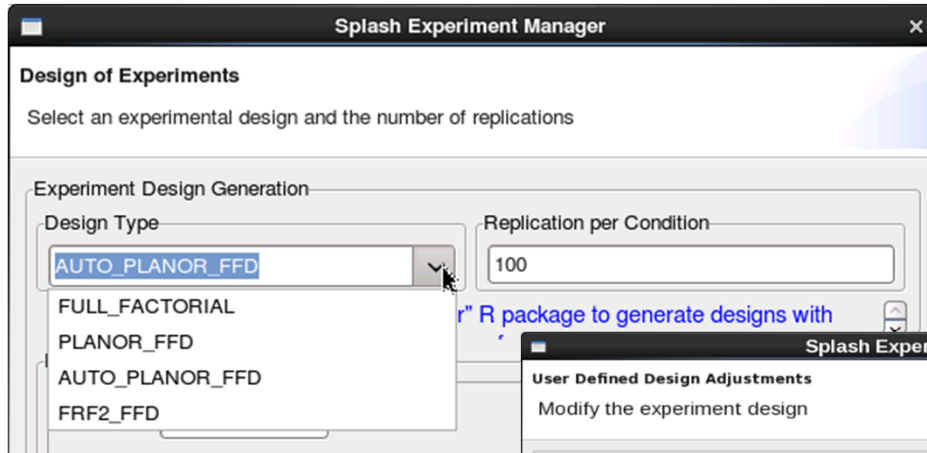 Splash Experiment Manager
Design of Experiments
Select an experimental design and the number of replications
Experiment Design Generation
Design Type
Replication per Condition
AUTO_PLANOR_FFD
100
FULL_FACTORIAL
PLANOR_FFD
AUTO_PLANOR_FFD
FRF2_FFD
r" R package to generate designs with
Splash Exper
User Defined Design Adjustments
Modify the experiment design